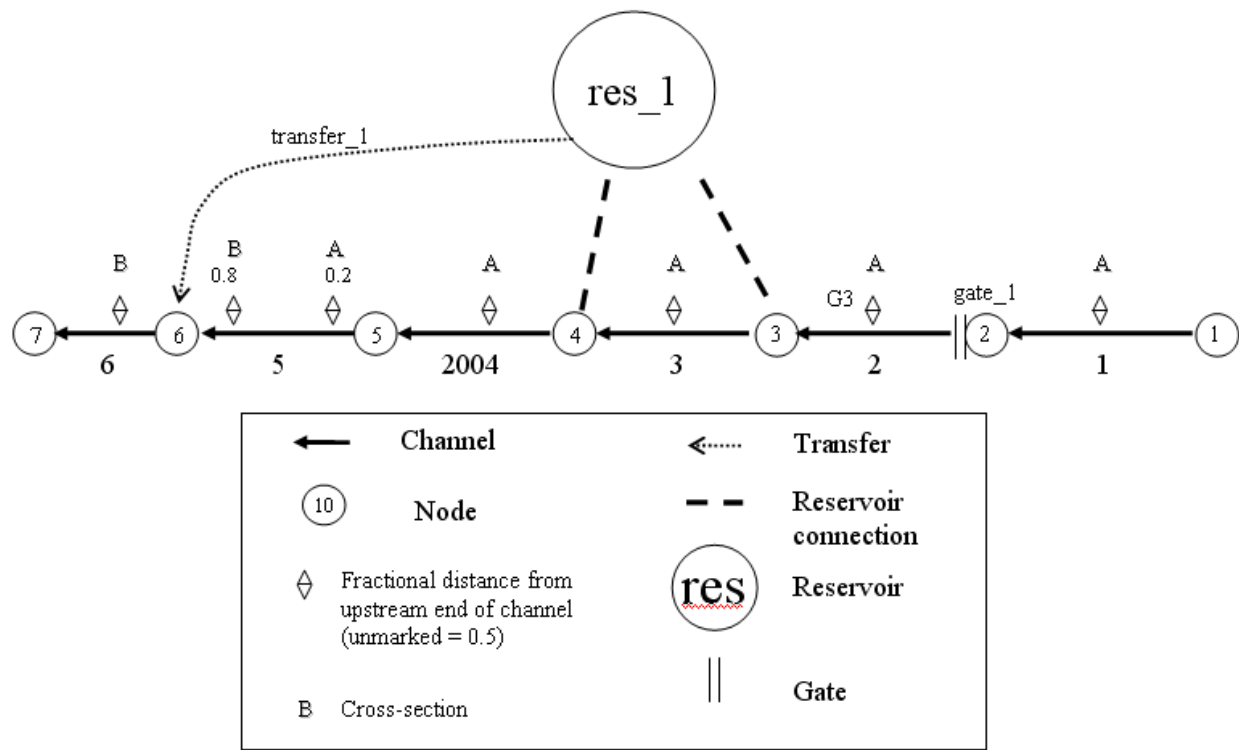 res_1
transfer_1
B
B
0.8
A
0.2
A
A
G3
A
gate_1
A
7
6
5
4
3
2
1
6
5
2004
3
2
1
Channel
Transfer
10
Node
Reservoir
connection
Fractional distance from
upstream end of channel
(unmarked = 0.5)
res
Reservoir
B
Cross-section
Gate